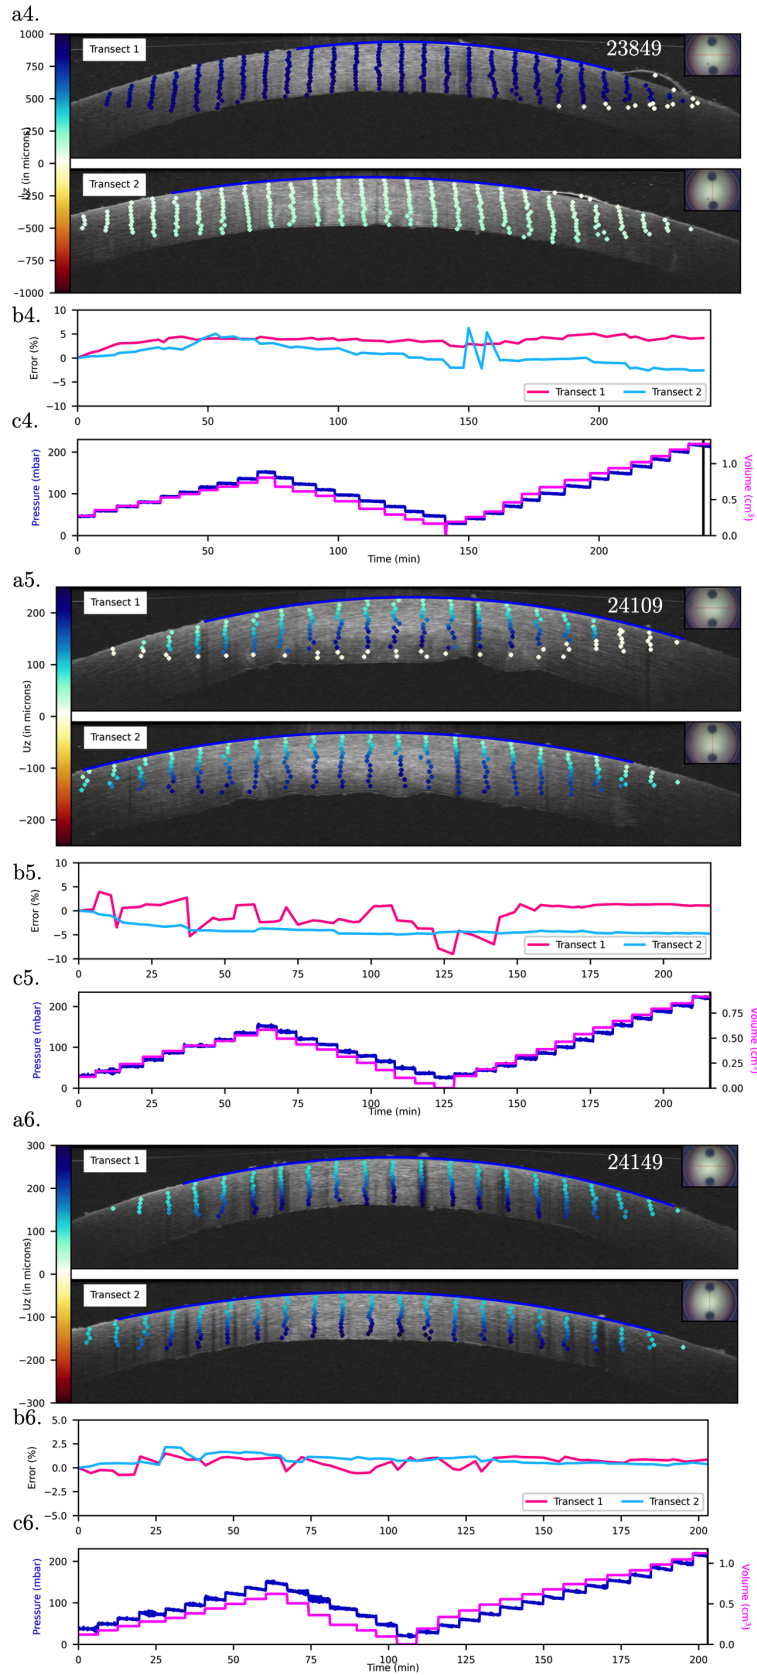 a4.
Uz (in microns)
1000
750
500
250
0
−250
−500
−750
−1000
Transect 1
23849
Transect 2
b4.
Error (%)
10
5
0
−5
−10
Transect 1
Transect 2
0
50
100
150
200
c4.
Pressure (mbar)
200
100
0
Volume (cm³)
1.0
0.5
0.0
0
50
100
150
200
Time (min)
a5.
Uz (in microns)
200
100
0
−100
−200
Transect 1
24109
Transect 2
b5.
Error (%)
10
5
0
−5
−10
Transect 1
Transect 2
0
25
50
75
100
125
150
175
200
c5.
Pressure (mbar)
200
100
0
Volume (cm³)
0.75
0.50
0.25
0.00
0
25
50
75
100
125
150
175
200
Time (min)
a6.
Uz (in microns)
300
200
100
0
−100
−200
−300
Transect 1
24149
Transect 2
b6.
Error (%)
5.0
2.5
0.0
−2.5
−5.0
Transect 1
Transect 2
0
25
50
75
100
125
150
175
200
c6.
Pressure (mbar)
200
100
0
Volume (cm³)
1.0
0.5
0.0
0
25
50
75
100
125
150
175
200
Time (min)